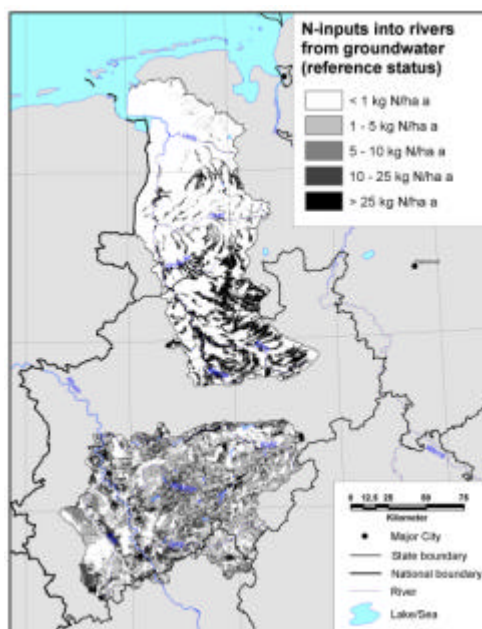 N-inputs into rivers
from groundwater
(reference status)
< 1 kg N/ha a
1 - 5 kg N/ha a
5 - 10 kg N/ha a
10 - 25 kg N/ha a
> 25 kg N/ha a
0 12,5 25 50 75
Kilometer
Major City
State boundary
National boundary
River
Lake/Sea